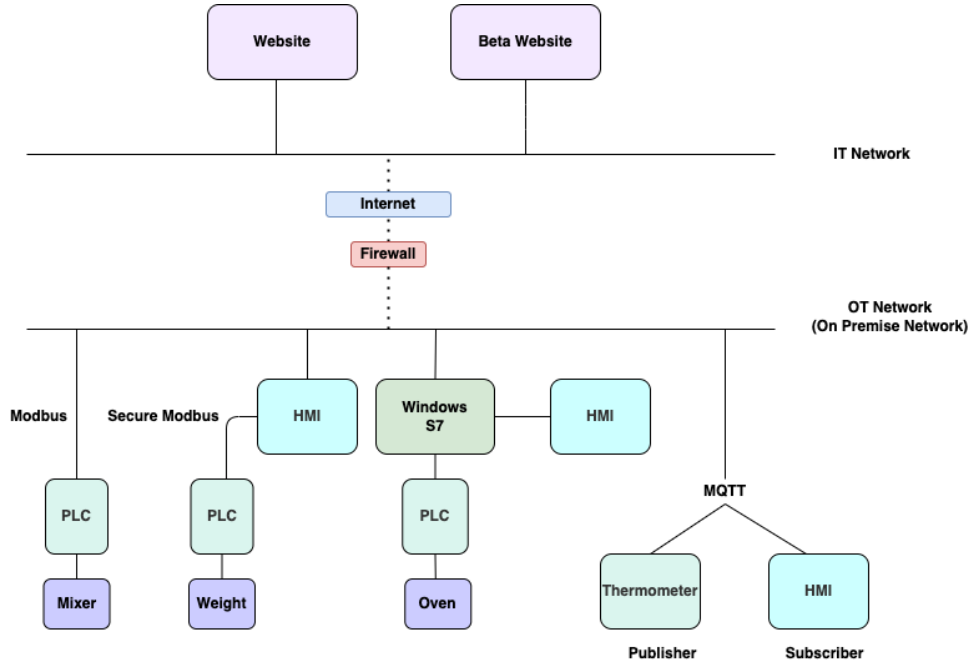 Website
Beta Website
IT Network
Internet
Firewall
OT Network
(On Premise Network)
Modbus
Secure Modbus
HMI
Windows
S7
HMI
PLC
PLC
PLC
MQTT
Mixer
Weight
Oven
Thermometer
HMI
Publisher
Subscriber